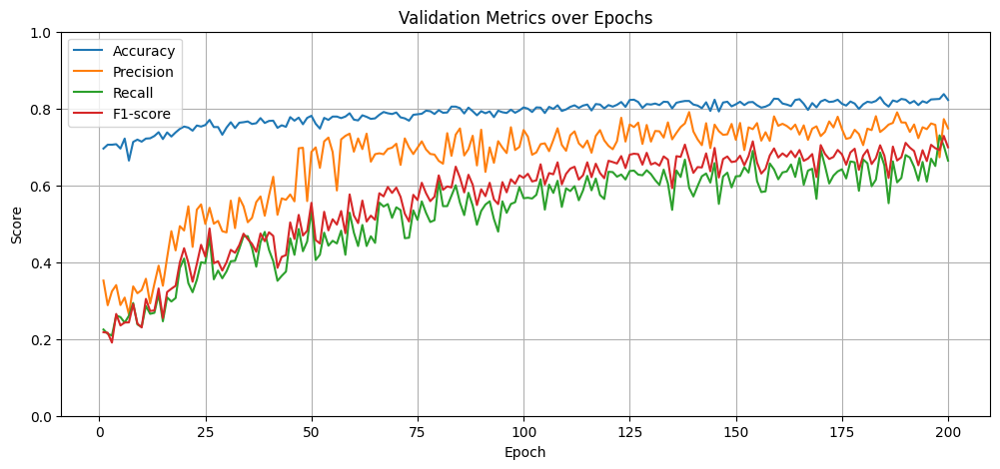 Validation Metrics over Epochs
Accuracy
Precision
Recall
F1-score
Score
1.0
0.8
0.6
0.4
0.2
0.0
0 25 50 75 100 125 150 175 200
Epoch